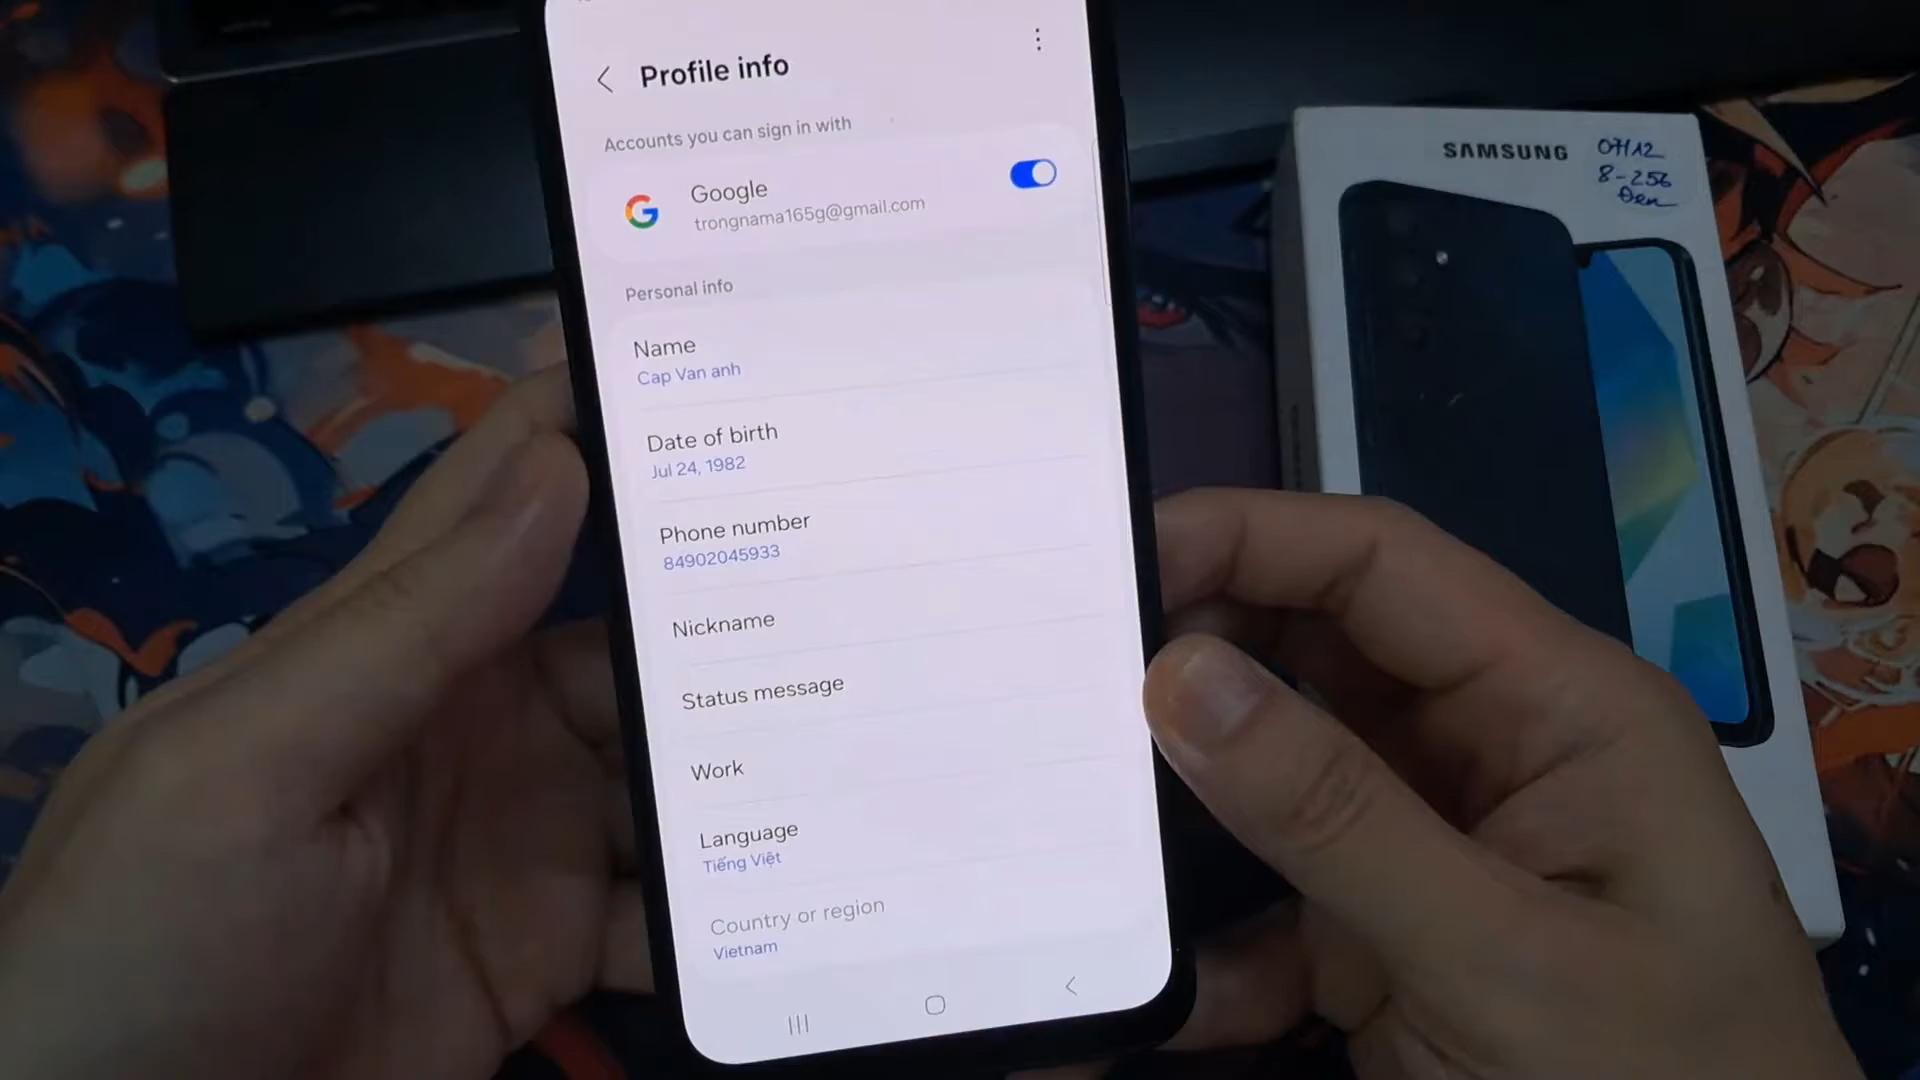 Profile info
Accounts you can sign in with
Google
trongnama165g@gmail.com
Personal info
Name
Cap Van anh
Date of birth
Jul 24, 1982
Phone number
84902045933
Nickname
Status message
Work
Language
Tiếng Việt
Country or region
Vietnam
SAMSUNG
07/12
8-256
Đen